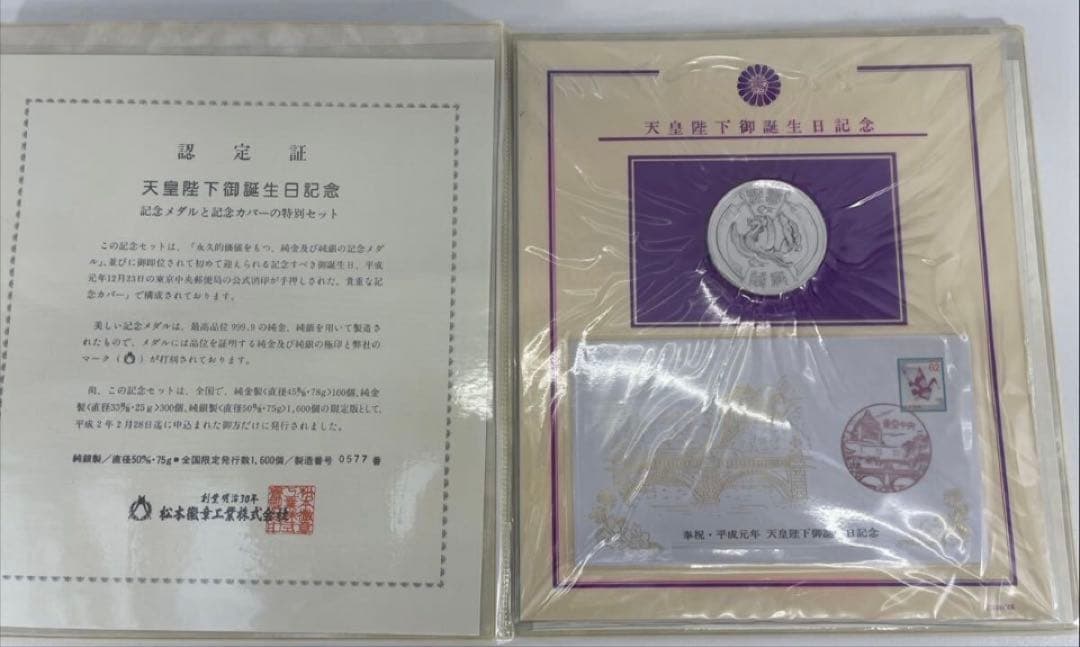 認定証
天皇陛下御誕生日記念
記念メダルと記念カバーの特別セット
この記念セットは、「永久的価値をもつ、純金及び純銀の記念メダ
ル」、並びに御即位されて初めて迎えられる記念すべき御誕生日、平成
元年12月23日の東京中央郵便局の公式消印が手押しされた、貴重な記
念カバー」で構成されております。
美しい記念メダルは、最高品位999.9の純金、純銀を用いて製造さ
れたもので、メダルには品位を証明する純金及び純銀の極印と弊社の
マーク()が打刻されております。
尚、この記念セットは、全国で、純金製<直径45%·78g>100個、純金
製<直径33%·25g>300個、純銀製<直径50%·75g>1,600個の限定版として、
平成2年2月28日迄に申込まれた御方だけに発行されました。
純銀製/直径50%·75g●全国限定発行数1,600個/製造番号 0577 番
創業明治30年
松本徽章工業株式会社
天皇陛下御誕生日記念
62
東京中央
奉祝・平成元年 天皇陛下御誕生日記念